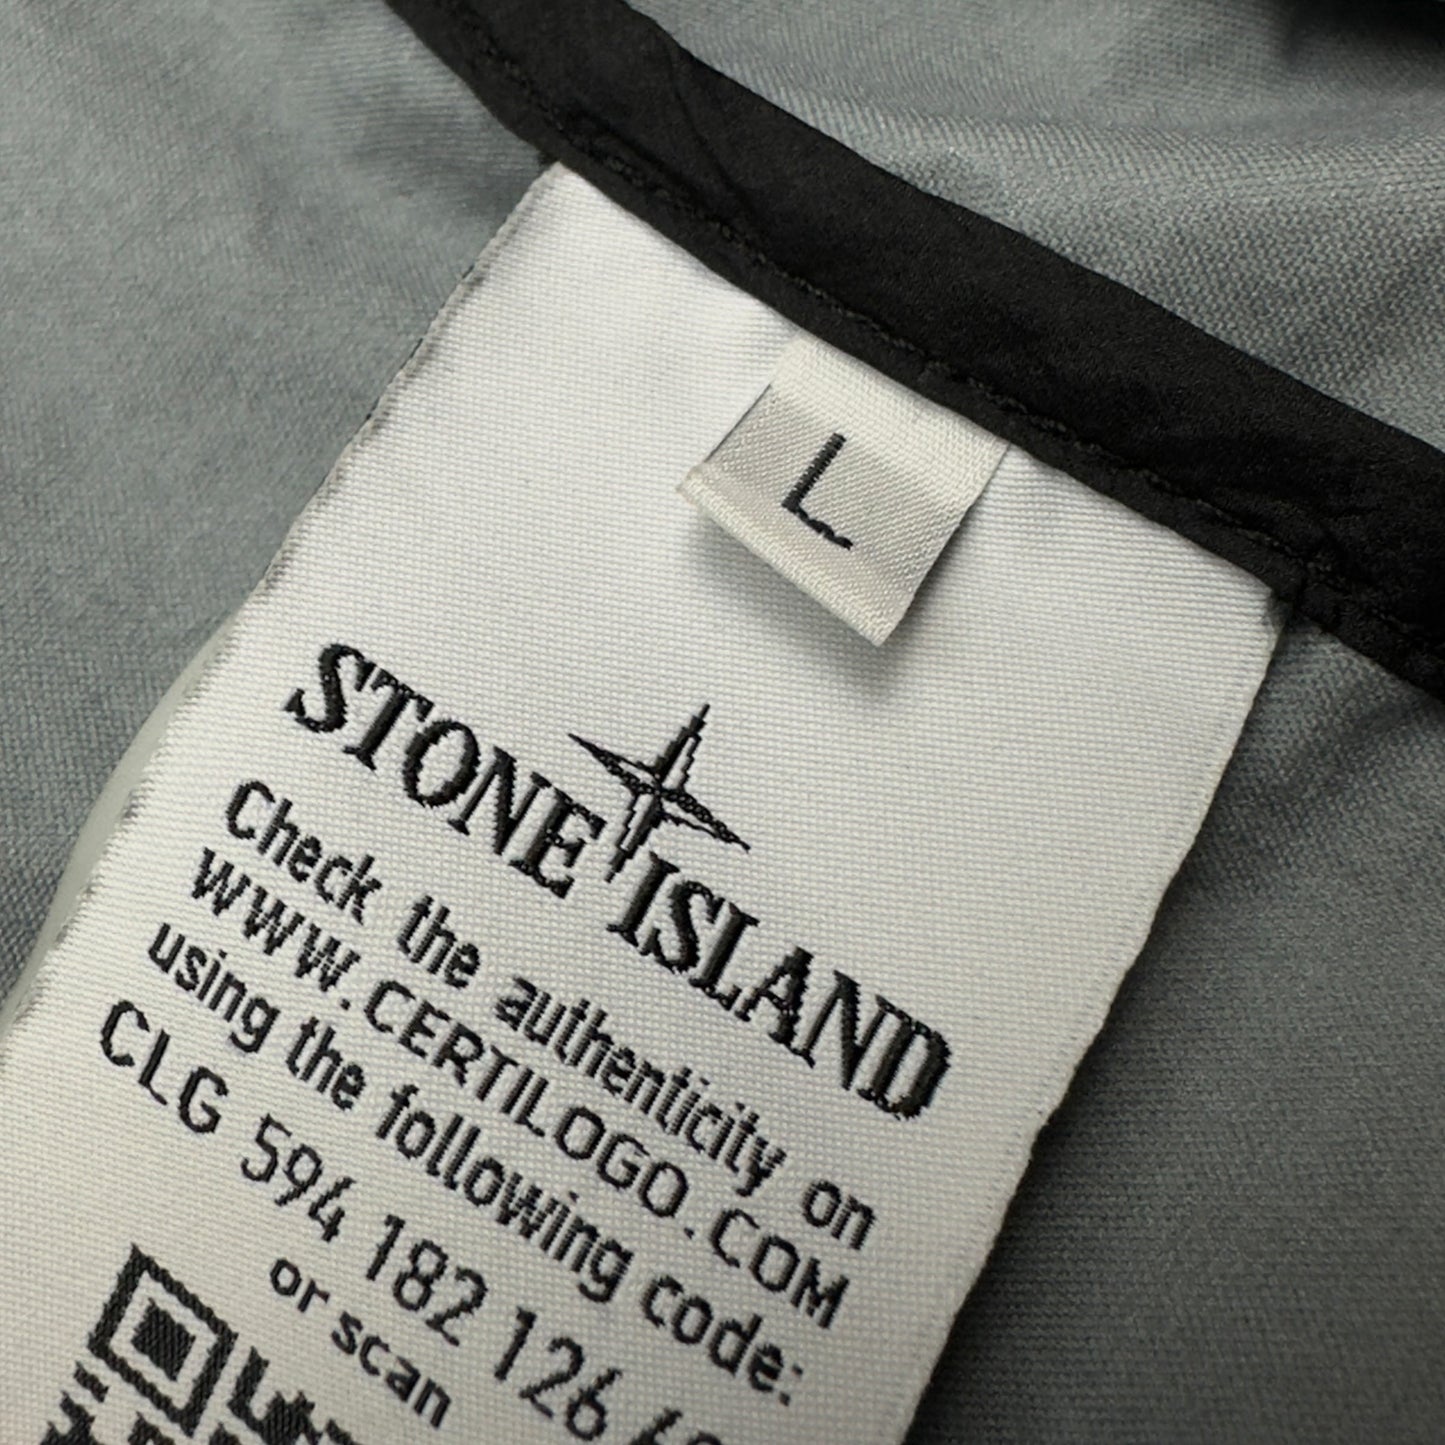 L
STONE ISLAND
Check the authenticity on
WWW.CERTILOGO.COM
using the following code:
CLG 594 182 126
or scan